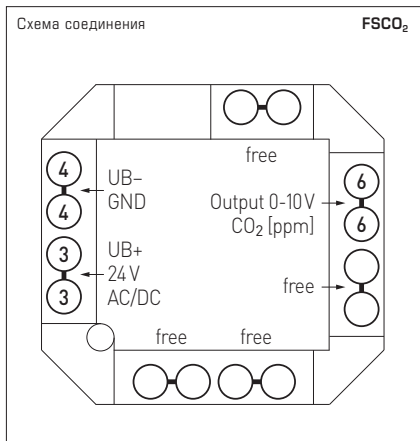 Схема соединения
FSCO₂
free
4
4
UB–
GND
3
3
UB+
24 V
AC/DC
Output 0-10 V
CO₂ [ppm]
6
6
free
free
free